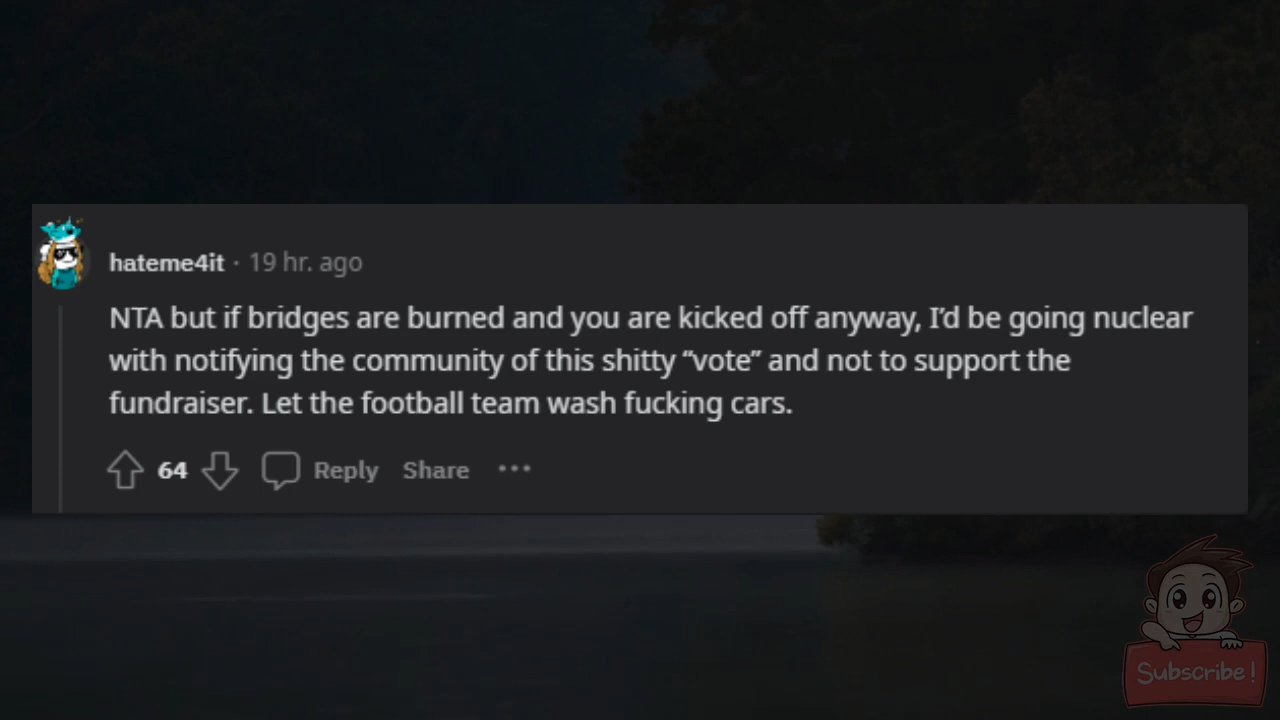 hateme4it · 19 hr. ago
NTA but if bridges are burned and you are kicked off anyway, I’d be going nuclear
with notifying the community of this shitty “vote” and not to support the
fundraiser. Let the football team wash fucking cars.
64 Reply Share ···
Subscribe!